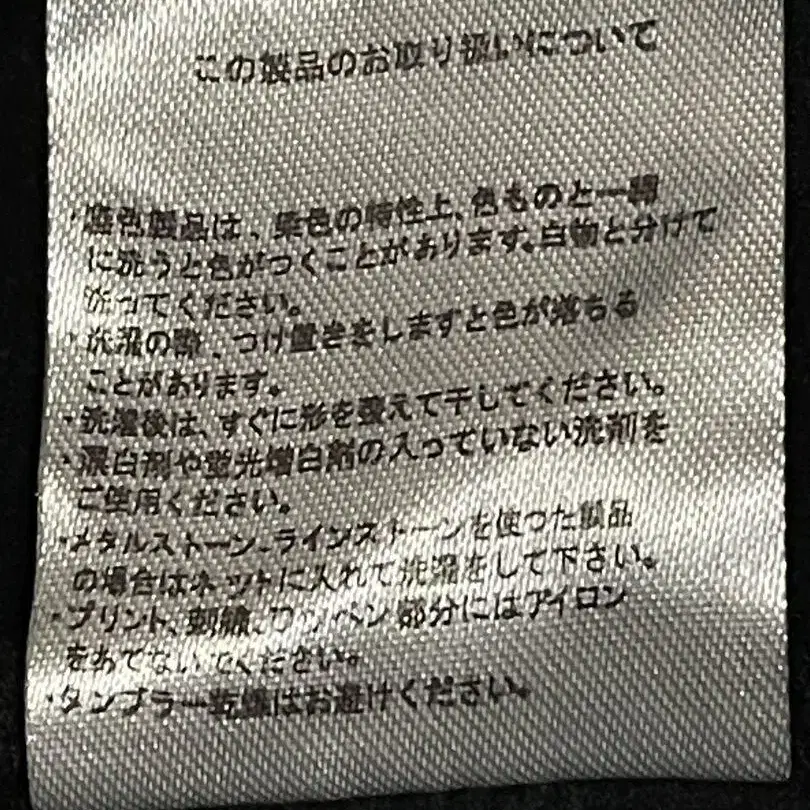 この製品のお取り扱いについて
・濃色製品は、染色の特性上、色ものと一緒
に洗うと色がつくことがあります。白物と分けて
洗ってください。
・洗濯の際、つけ置きをしますと色が落ちる
ことがあります。
・洗濯後は、すぐに形を整えて干してください。
・漂白剤や蛍光増白剤の入っていない洗剤を
ご使用ください。
・メタルストーン、ラインストーンを使った製品
の場合はネットに入れて洗濯をして下さい。
・プリント、刺繍、ワッペン部分にはアイロン
をあてないでください。
・タンブラー乾燥はお避けください。